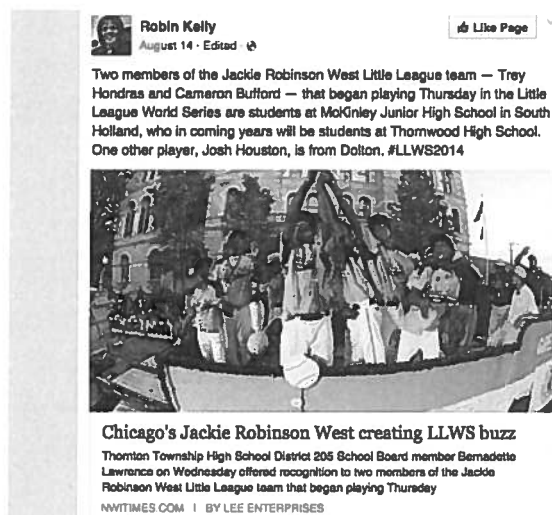 Robin Kelly
August 14 · Edited ·
Like Page
Two members of the Jackie Robinson West Little League team — Trey
Hondras and Cameron Bufford — that began playing Thursday in the Little
League World Series are students at McKinley Junior High School in South
Holland, who in coming years will be students at Thornwood High School.
One other player, Josh Houston, is from Dolton. #LLWS2014
Chicago's Jackie Robinson West creating LLWS buzz
Thornton Township High School District 205 School Board member Bernadette
Lawrence on Wednesday offered recognition to two members of the Jackie
Robinson West Little League team that began playing Thursday
NWITIMES.COM | BY LEE ENTERPRISES